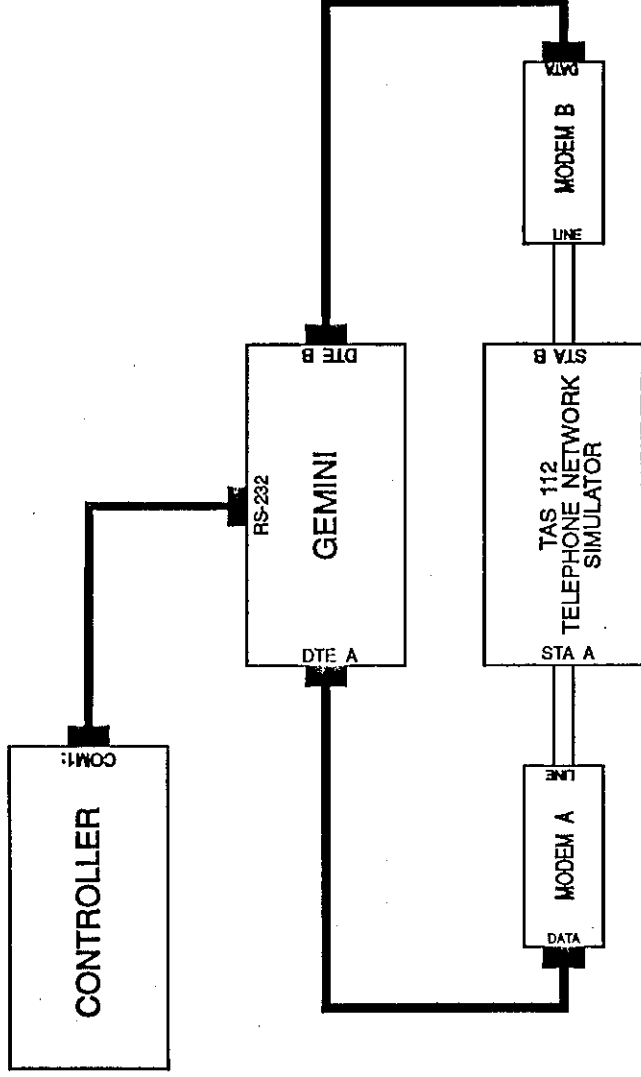 CONTROLLER
COM1:
RS-232
GEMINI
DTE A
DTE B
DATA
MODEM A
LINE
STA A
TAS 112
TELEPHONE NETWORK
SIMULATOR
STA B
LINE
MODEM B
DATA